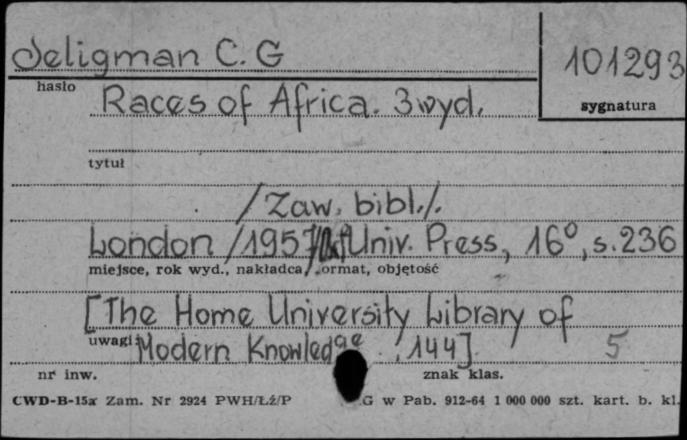 Seligman C. G
101293
hasło
Races of Africa. 3wyd.
sygnatura
tytuł
/Zaw. bibl./.
London /1957/Oxf Univ. Press, 16°, s. 236
miejsce, rok wyd., nakładca, format, objętość
[The Home University Library of
uwagi: Modern Knowledge. , 144]. 5
nr inw. znak klas.
CWD-B-15a Zam. Nr 2924 PWH/Łż/P G w Pab. 912-64 1 000 000 szt. kart. b. kl.